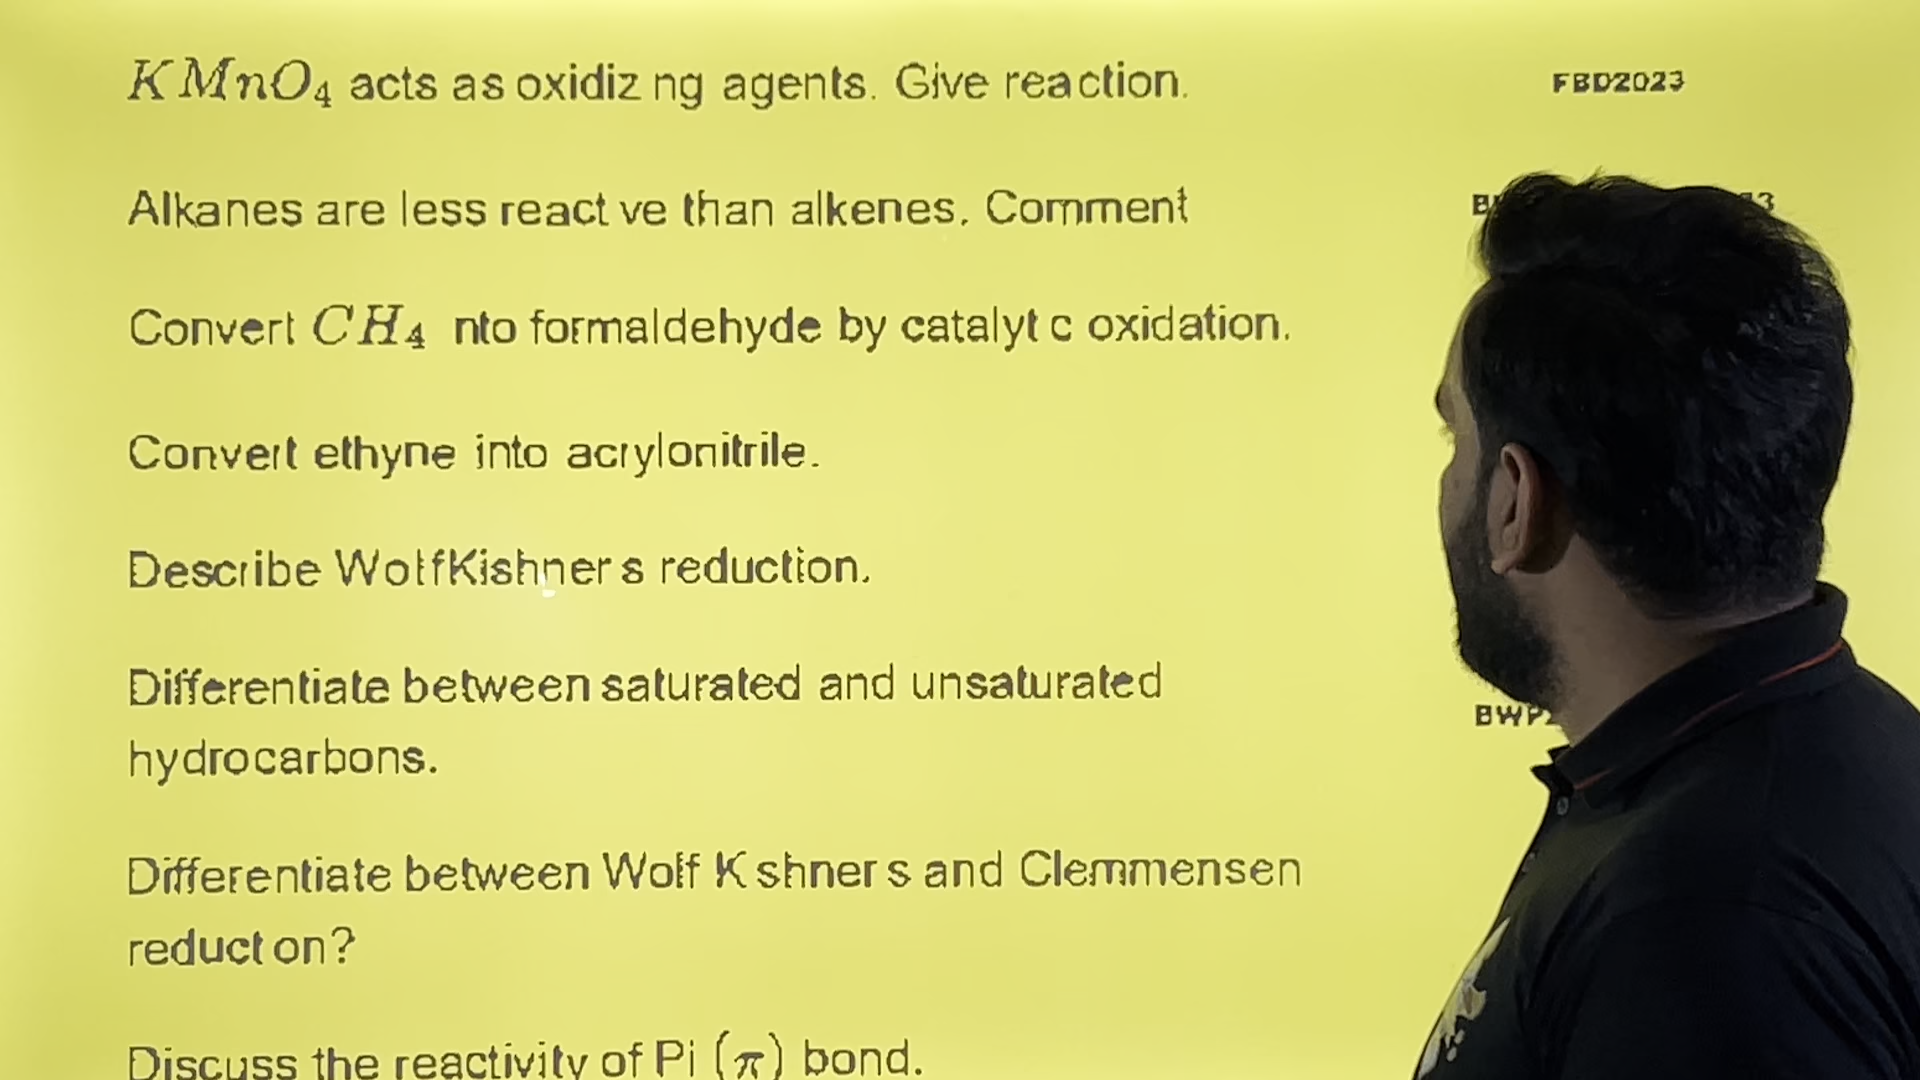 KMnO₄ acts as oxidiz ng agents. Give reaction. FBD2023
Alkanes are less react ve than alkenes. Comment
Convert CH₄ nto formaldehyde by catalyt c oxidation.
Convert ethyne into acrylonitrile.
Describe WolfKishner s reduction.
Differentiate between saturated and unsaturated
hydrocarbons.
Differentiate between Wolf K shner s and Clemmensen
reduct on?
Discuss the reactivity of Pi (π) bond.